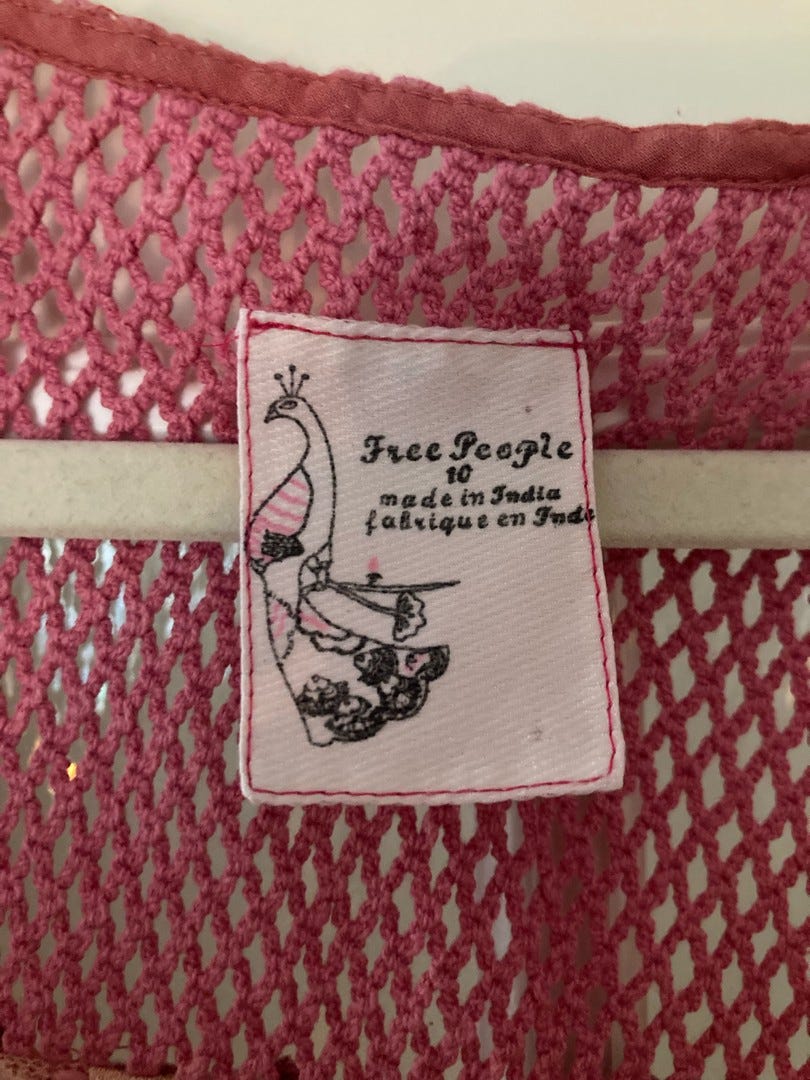 Free People
10
made in India
fabrique en Inde